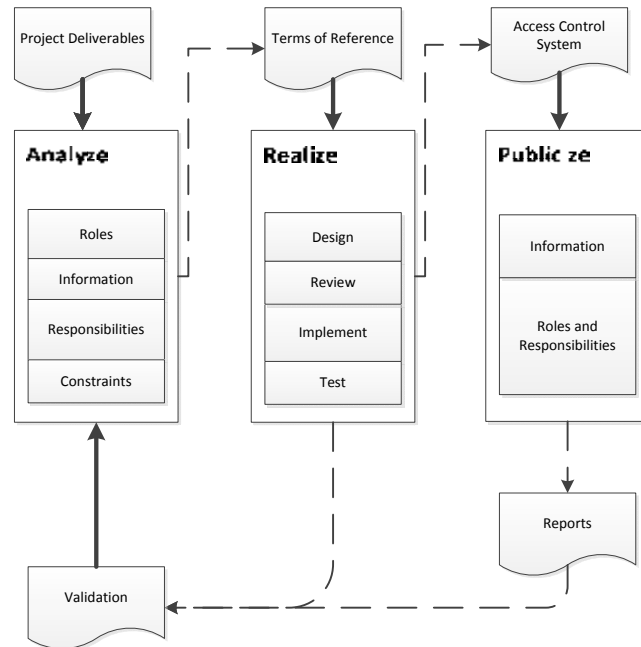 Project Deliverables
Terms of Reference
Access Control
System
Analyze
Realize
Public ze
Roles
Information
Responsibilities
Constraints
Design
Review
Implement
Test
Information
Roles and
Responsibilities
Reports
Validation